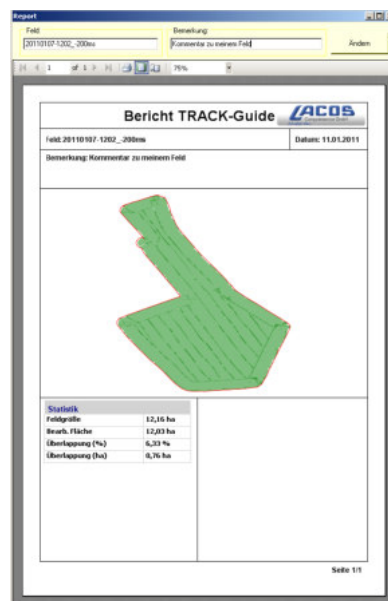 Report
Feld: Bemerkung:
20110107-1202_-200ms Kommentar zu meinem Feld Ändern
1 of 1 75%
Bericht TRACK-Guide LACOS
Feld: 20110107-1202_-200ms Datum: 11.01.2011
Bemerkung: Kommentar zu meinem Feld
Statistik
Feldgröße 12,16 ha
Bearb. Fläche 12,03 ha
Überlappung (%) 6,33 %
Überlappung (ha) 0,76 ha
Seite 1/1